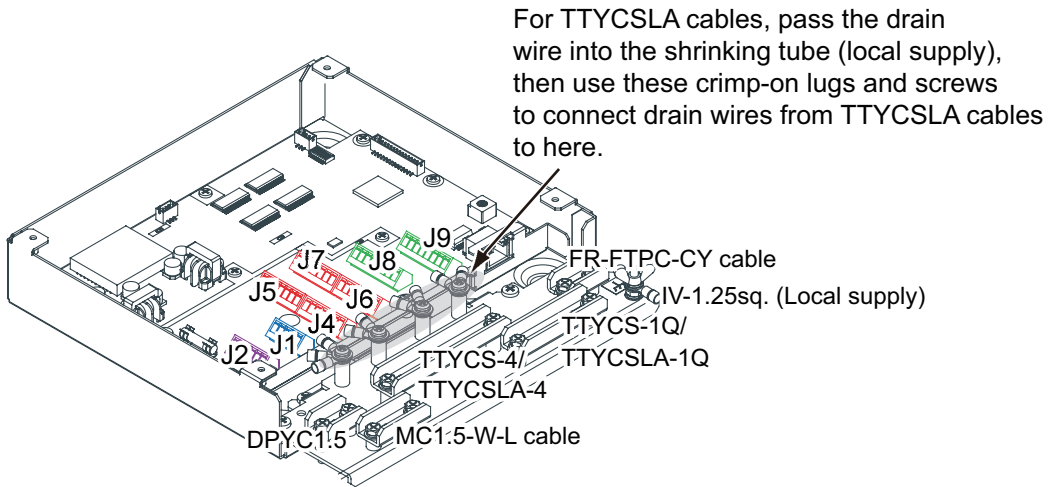 For TTYCSLA cables, pass the drain
wire into the shrinking tube (local supply),
then use these crimp-on lugs and screws
to connect drain wires from TTYCSLA cables
to here.
J9
J8
J7
J6
J5
J4
J1
J2
FR-FTPC-CY cable
IV-1.25sq. (Local supply)
TTYCS-1Q/
TTYCSLA-1Q
TTYCS-4/
TTYCSLA-4
DPYC1.5
MC1.5-W-L cable